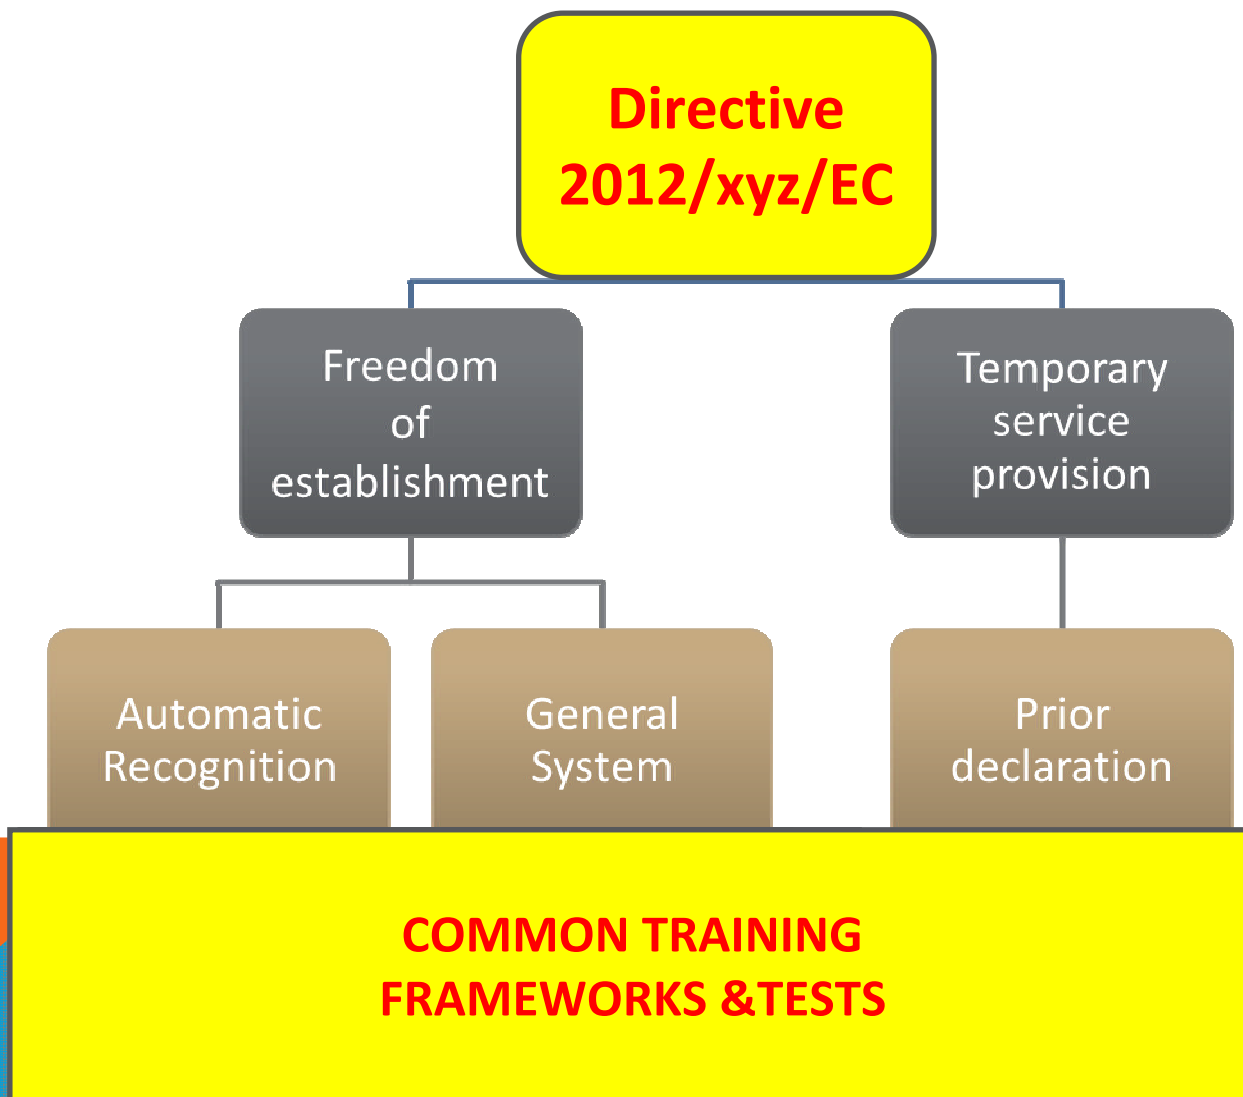 Directive
2012/xyz/EC
Freedom
of
establishment
Temporary
service
provision
Automatic
Recognition
General
System
Prior
declaration
COMMON TRAINING
FRAMEWORKS &TESTS